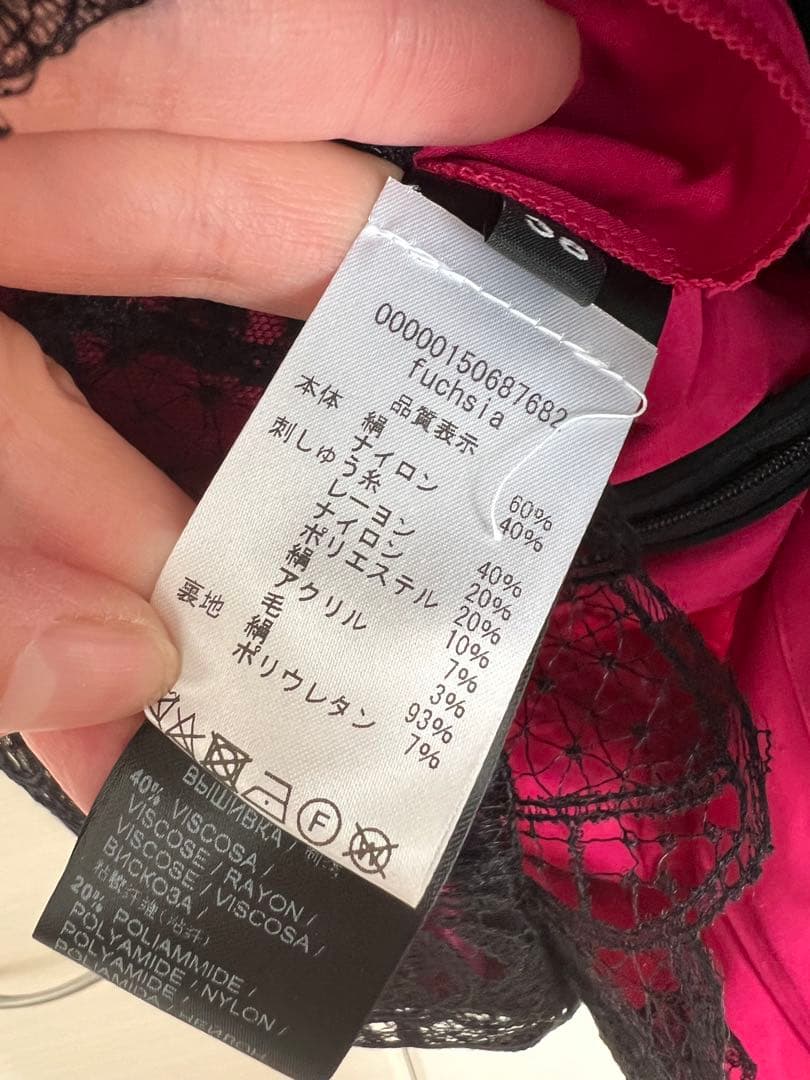 38
00000150687682
fuchsia
品質表示
本体 絹 60%
ナイロン 40%
刺しゅう糸
レーヨン 40%
ナイロン 20%
ポリエステル 20%
絹 10%
アクリル 7%
毛 3%
裏地 絹 93%
ポリウレタン 7%
F
W
ВЫШИВКА /
40% VISCOSA /
VISCOSE / RAYON /
VISCOSE / VISCOSA /
ВИСКОЗА /
20% POLIAMMIDE /
POLYAMIDE / NYLON /